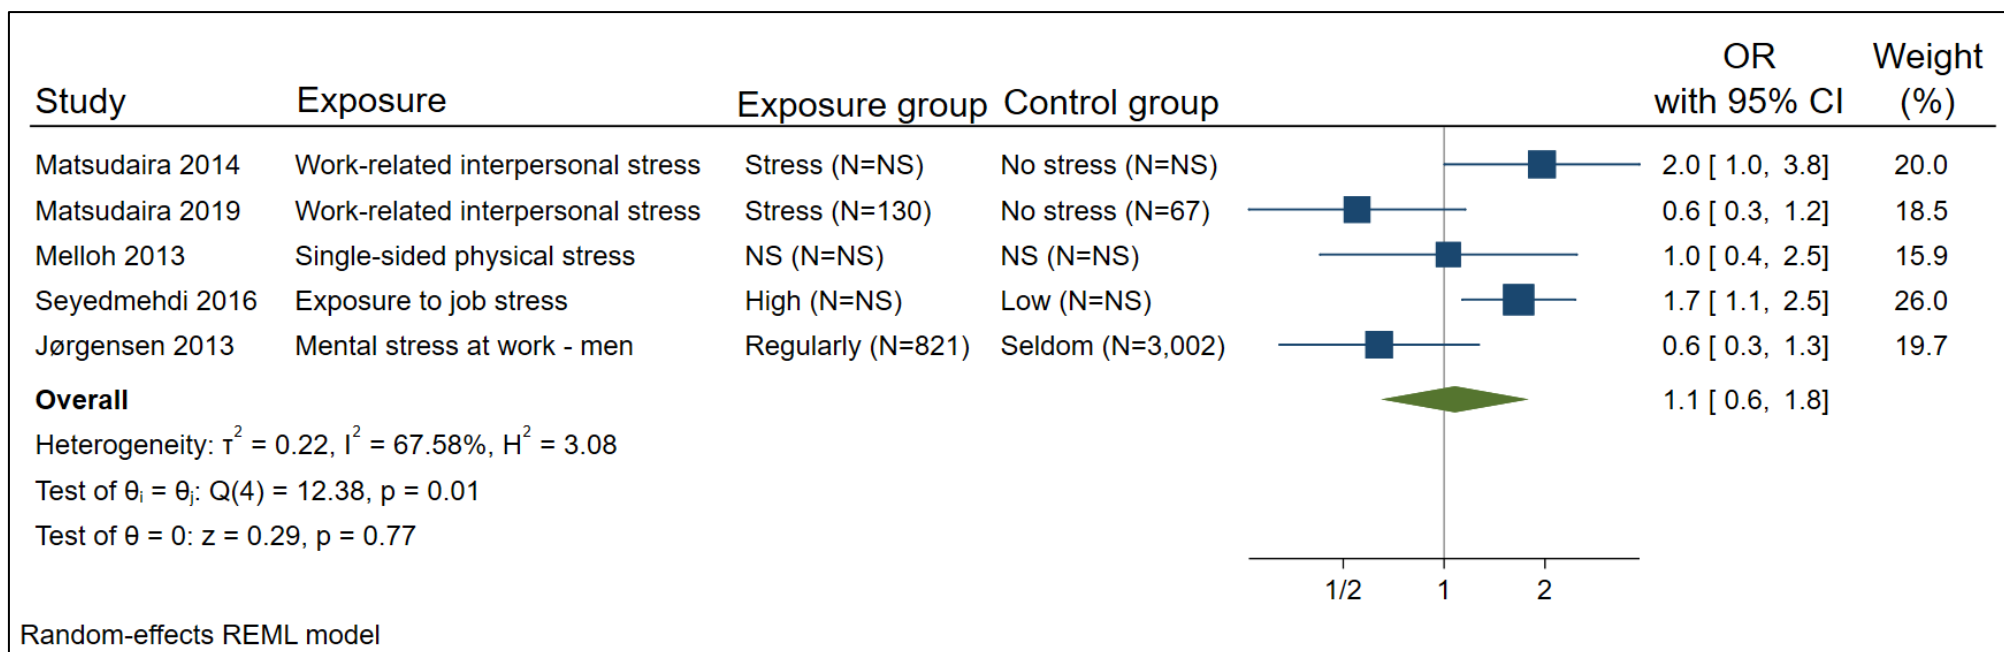 OR Weight
Study Exposure Exposure group Control group with 95% CI (%)
Matsudaira 2014 Work-related interpersonal stress Stress (N=NS) No stress (N=NS) 2.0 [ 1.0, 3.8] 20.0
Matsudaira 2019 Work-related interpersonal stress Stress (N=130) No stress (N=67) 0.6 [ 0.3, 1.2] 18.5
Melloh 2013 Single-sided physical stress NS (N=NS) NS (N=NS) 1.0 [ 0.4, 2.5] 15.9
Seyedmehdi 2016 Exposure to job stress High (N=NS) Low (N=NS) 1.7 [ 1.1, 2.5] 26.0
Jørgensen 2013 Mental stress at work - men Regularly (N=821) Seldom (N=3,002) 0.6 [ 0.3, 1.3] 19.7
Overall 1.1 [ 0.6, 1.8]
Heterogeneity: τ² = 0.22, I² = 67.58%, H² = 3.08
Test of θᵢ = θⱼ: Q(4) = 12.38, p = 0.01
Test of θ = 0: z = 0.29, p = 0.77
1/2 1 2
Random-effects REML model